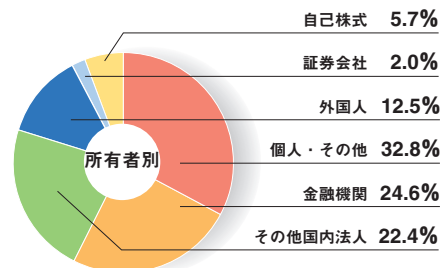 自己株式 5.7%
証券会社 2.0%
外国人 12.5%
個人・その他 32.8%
金融機関 24.6%
その他国内法人 22.4%
所有者別